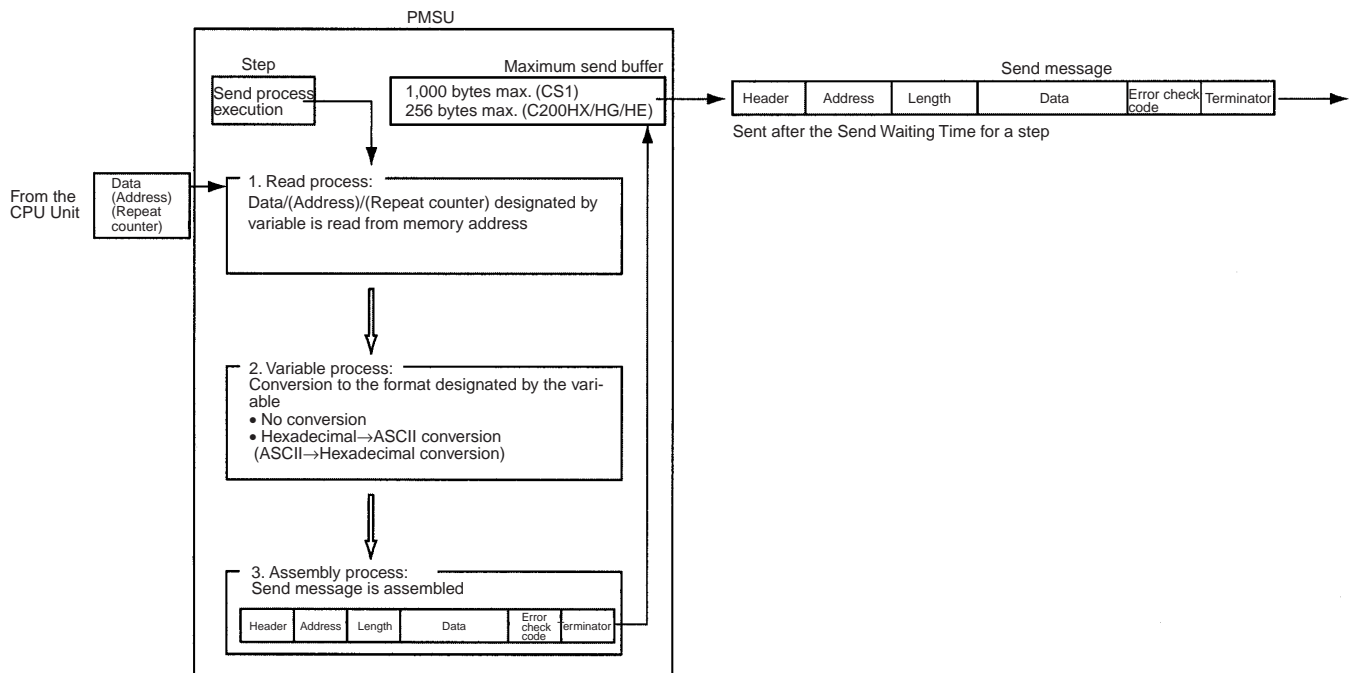 PMSU
Step
Send process
execution
Maximum send buffer
1,000 bytes max. (CS1)
256 bytes max. (C200HX/HG/HE)
Send message
Header Address Length Data Error check code Terminator
Sent after the Send Waiting Time for a step
From the
CPU Unit
Data
(Address)
(Repeat
counter)
1. Read process:
Data/(Address)/(Repeat counter) designated by
variable is read from memory address
2. Variable process:
Conversion to the format designated by the vari-
able
• No conversion
• Hexadecimal→ASCII conversion
(ASCII→Hexadecimal conversion)
3. Assembly process:
Send message is assembled
Header Address Length Data Error check code Terminator